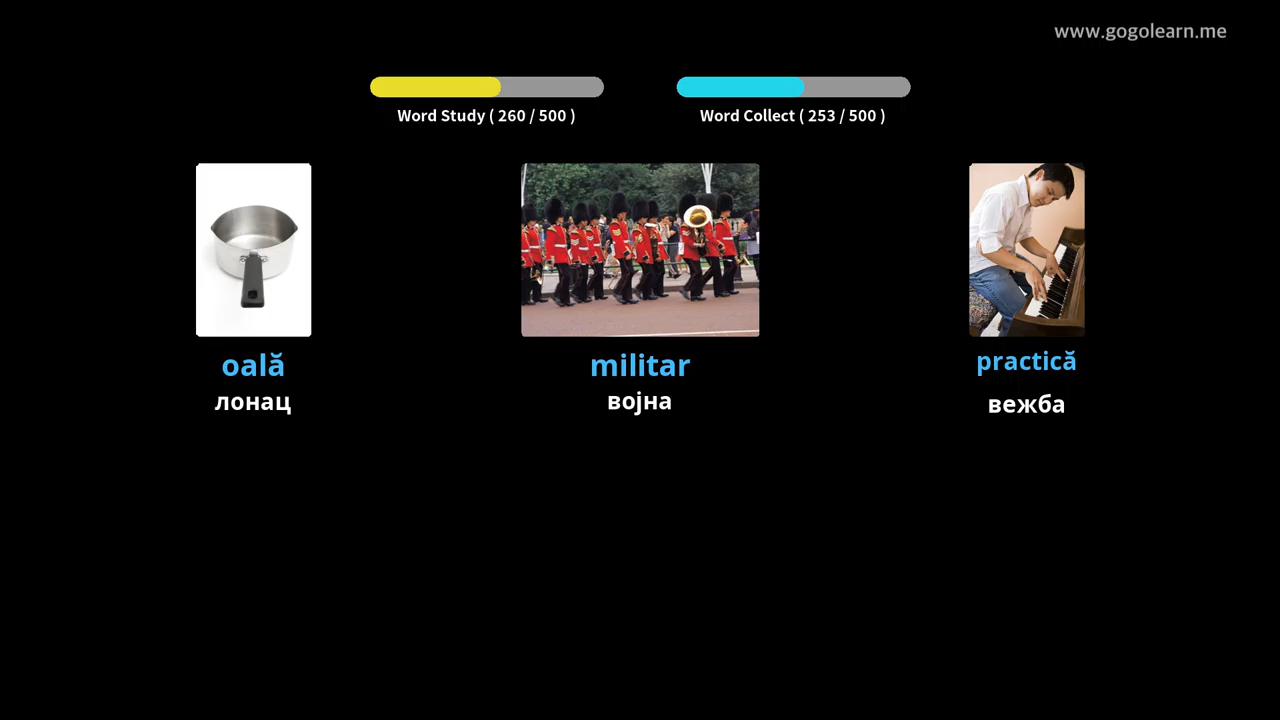 www.gogolearn.me
Word Study ( 260 / 500 )
Word Collect ( 253 / 500 )
oală
militar
practică
лонац
војна
вежба